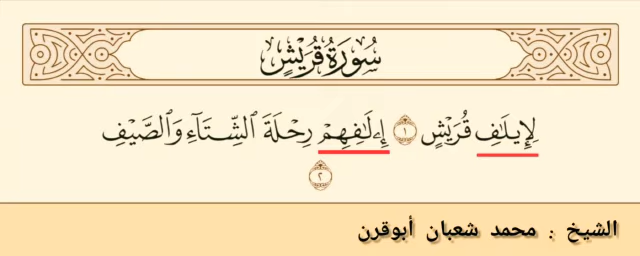 سُورَةُ قُرَيْشٍ
لِإِيلَٰفِ قُرَيْشٍ ١ إِۦلَٰفِهِمْ رِحْلَةَ ٱلشِّتَآءِ وَٱلصَّيْفِ
٢
الشيخ : محمد شعبان أبوقرن